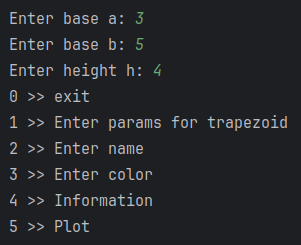 Enter base a: 3
Enter base b: 5
Enter height h: 4
0 >> exit
1 >> Enter params for trapezoid
2 >> Enter name
3 >> Enter color
4 >> Information
5 >> Plot